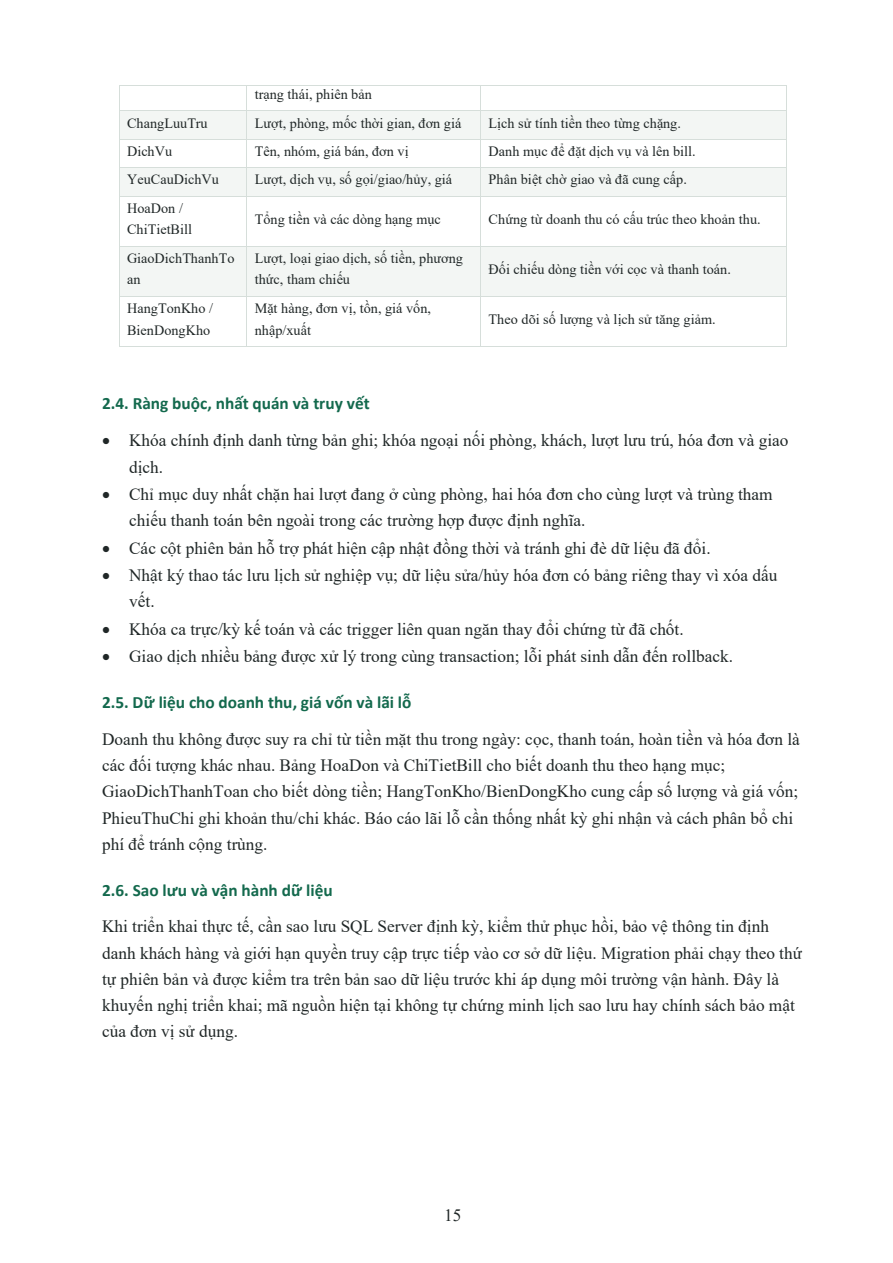 trạng thái, phiên bản
ChangLuuTru Lượt, phòng, mốc thời gian, đơn giá Lịch sử tính tiền theo từng chặng.
DichVu Tên, nhóm, giá bán, đơn vị Danh mục để đặt dịch vụ và lên bill.
YeuCauDichVu Lượt, dịch vụ, số gọi/giao/hủy, giá Phân biệt chờ giao và đã cung cấp.
HoaDon /
ChiTietBill Tổng tiền và các dòng hạng mục Chứng từ doanh thu có cấu trúc theo khoản thu.
GiaoDichThanhTo Lượt, loại giao dịch, số tiền, phương
an thức, tham chiếu Đối chiếu dòng tiền với cọc và thanh toán.
HangTonKho / Mặt hàng, đơn vị, tồn, giá vốn,
BienDongKho nhập/xuất Theo dõi số lượng và lịch sử tăng giảm.
2.4. Ràng buộc, nhất quán và truy vết
• Khóa chính định danh từng bản ghi; khóa ngoại nối phòng, khách, lượt lưu trú, hóa đơn và giao
dịch.
• Chỉ mục duy nhất chặn hai lượt đang ở cùng phòng, hai hóa đơn cho cùng lượt và trùng tham
chiếu thanh toán bên ngoài trong các trường hợp được định nghĩa.
• Các cột phiên bản hỗ trợ phát hiện cập nhật đồng thời và tránh ghi đè dữ liệu đã đổi.
• Nhật ký thao tác lưu lịch sử nghiệp vụ; dữ liệu sửa/hủy hóa đơn có bảng riêng thay vì xóa dấu
vết.
• Khóa ca trực/kỳ kế toán và các trigger liên quan ngăn thay đổi chứng từ đã chốt.
• Giao dịch nhiều bảng được xử lý trong cùng transaction; lỗi phát sinh dẫn đến rollback.
2.5. Dữ liệu cho doanh thu, giá vốn và lãi lỗ
Doanh thu không được suy ra chỉ từ tiền mặt thu trong ngày: cọc, thanh toán, hoàn tiền và hóa đơn là
các đối tượng khác nhau. Bảng HoaDon và ChiTietBill cho biết doanh thu theo hạng mục;
GiaoDichThanhToan cho biết dòng tiền; HangTonKho/BienDongKho cung cấp số lượng và giá vốn;
PhieuThuChi ghi khoản thu/chi khác. Báo cáo lãi lỗ cần thống nhất kỳ ghi nhận và cách phân bổ chi
phí để tránh cộng trùng.
2.6. Sao lưu và vận hành dữ liệu
Khi triển khai thực tế, cần sao lưu SQL Server định kỳ, kiểm thử phục hồi, bảo vệ thông tin định
danh khách hàng và giới hạn quyền truy cập trực tiếp vào cơ sở dữ liệu. Migration phải chạy theo thứ
tự phiên bản và được kiểm tra trên bản sao dữ liệu trước khi áp dụng môi trường vận hành. Đây là
khuyến nghị triển khai; mã nguồn hiện tại không tự chứng minh lịch sao lưu hay chính sách bảo mật
của đơn vị sử dụng.
15